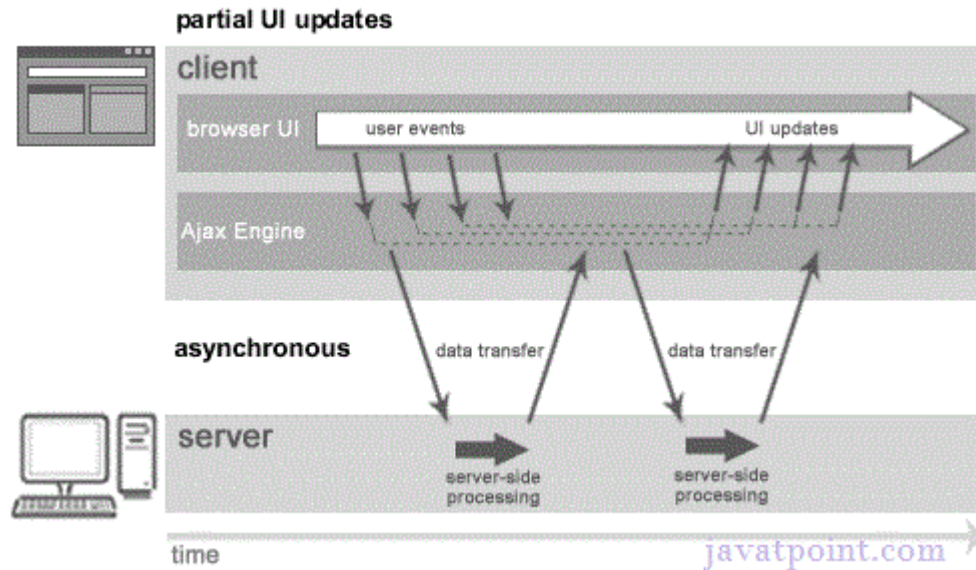 partial UI updates
client
browser UI
user events
UI updates
Ajax Engine
asynchronous
data transfer
data transfer
server
server-side
processing
server-side
processing
time
javatpoint.com